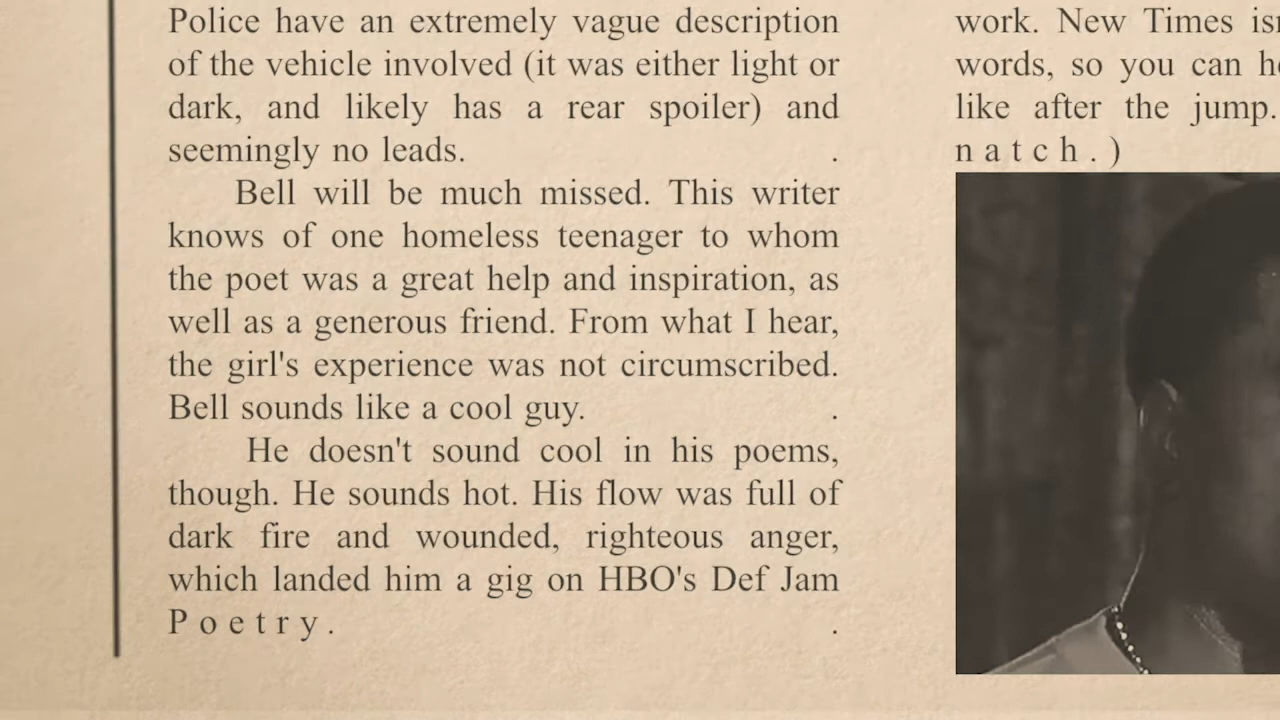 Police have an extremely vague description
of the vehicle involved (it was either light or
dark, and likely has a rear spoiler) and
seemingly no leads. .
Bell will be much missed. This writer
knows of one homeless teenager to whom
the poet was a great help and inspiration, as
well as a generous friend. From what I hear,
the girl's experience was not circumscribed.
Bell sounds like a cool guy. .
He doesn't sound cool in his poems,
though. He sounds hot. His flow was full of
dark fire and wounded, righteous anger,
which landed him a gig on HBO's Def Jam
P o e t r y . .
work. New Times
words, so you can
like after the jump.
n a t c h . )